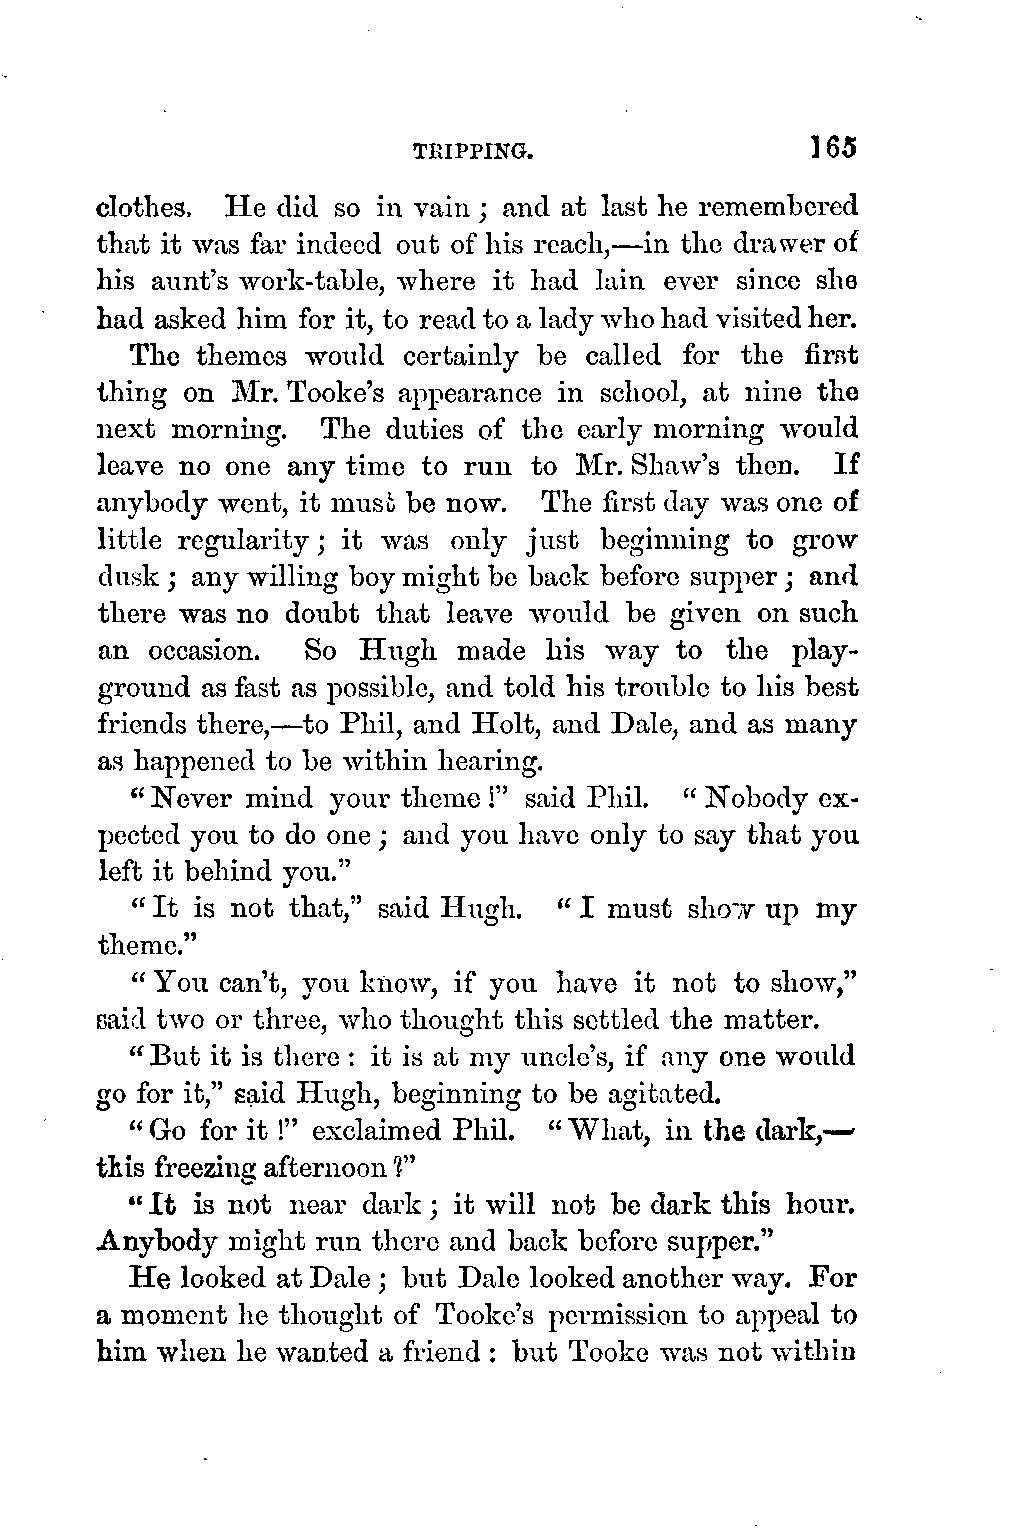 TRIPPING. 165
clothes. He did so in vain; and at last he remembered
that it was far indeed out of his reach,—in the drawer of
his aunt's work-table, where it had lain ever since she
had asked him for it, to read to a lady who had visited her.
The themes would certainly be called for the first
thing on Mr. Tooke's appearance in school, at nine the
next morning. The duties of the early morning would
leave no one any time to run to Mr. Shaw's then. If
anybody went, it must be now. The first day was one of
little regularity; it was only just beginning to grow
dusk; any willing boy might be back before supper; and
there was no doubt that leave would be given on such
an occasion. So Hugh made his way to the play-
ground as fast as possible, and told his trouble to his best
friends there,—to Phil, and Holt, and Dale, and as many
as happened to be within hearing.
"Never mind your theme!" said Phil. "Nobody ex-
pected you to do one; and you have only to say that you
left it behind you."
"It is not that," said Hugh. "I must show up my
theme."
"You can't, you know, if you have it not to show,"
said two or three, who thought this settled the matter.
"But it is there: it is at my uncle's, if any one would
go for it," said Hugh, beginning to be agitated.
"Go for it!" exclaimed Phil. "What, in the dark,—
this freezing afternoon?"
"It is not near dark; it will not be dark this hour.
Anybody might run there and back before supper."
He looked at Dale; but Dale looked another way. For
a moment he thought of Tooke's permission to appeal to
him when he wanted a friend: but Tooke was not within